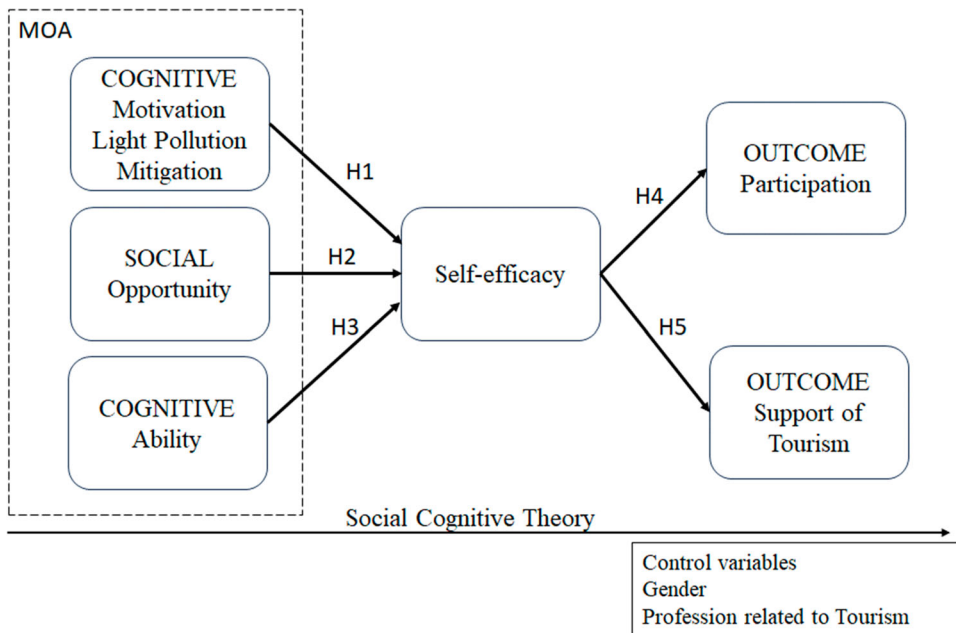 MOA
COGNITIVE
Motivation
Light Pollution
Mitigation
H1
SOCIAL
Opportunity
H2
COGNITIVE
Ability
H3
Self-efficacy
H4
OUTCOME
Participation
H5
OUTCOME
Support of
Tourism
Social Cognitive Theory
Control variables
Gender
Profession related to Tourism